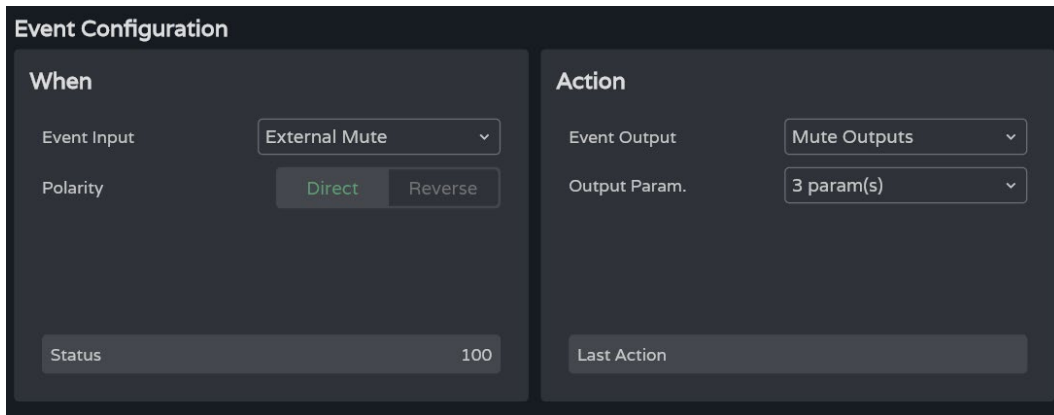 Event Configuration
When
Event Input External Mute
Polarity Direct Reverse
Status 100
Action
Event Output Mute Outputs
Output Param. 3 param(s)
Last Action